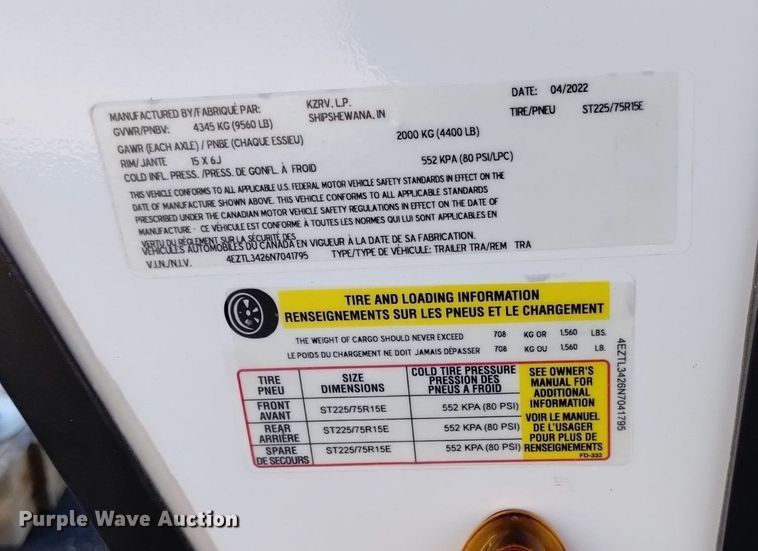 MANUFACTURED BY/FABRIQUÉ PAR: KZRV, L.P. DATE: 04/2022
SHIPSHEWANA, IN TIRE/PNEU ST225/75R15E
GVWR/PNBV: 4345 KG (9560 LB)
GAWR (EACH AXLE) / PNBE (CHAQUE ESSIEU) 2000 KG (4400 LB)
RIM/ JANTE 15 X 6J
COLD INFL. PRESS. /PRESS. DE GONFL. À FROID 552 KPA (80 PSI/LPC)
THIS VEHICLE CONFORMS TO ALL APPLICABLE U.S. FEDERAL MOTOR VEHICLE SAFETY STANDARDS IN EFFECT ON THE
DATE OF MANUFACTURE SHOWN ABOVE. THIS VEHICLE CONFORMS TO ALL APPLICABLE STANDARDS
PRESCRIBED UNDER THE CANADIAN MOTOR VEHICLE SAFETY REGULATIONS IN EFFECT ON THE DATE OF
MANUFACTURE - CE VÉHICULE EST CONFORME À TOUTES LES NORMES QUI LUI SONT APPLICABLES EN
VERTU DU RÈGLEMENT SUR LA SÉCURITÉ DES
VÉHICULES AUTOMOBILES DU CANADA EN VIGUEUR À LA DATE DE SA FABRICATION.
V.I.N./N.I.V. 4EZTL3426N7041795 TYPE/TYPE DE VÉHICULE: TRAILER TRA/REM TRA
TIRE AND LOADING INFORMATION
RENSEIGNEMENTS SUR LES PNEUS ET LE CHARGEMENT
THE WEIGHT OF CARGO SHOULD NEVER EXCEED 708 KG OR 1,560 LBS.
LE POIDS DU CHARGEMENT NE DOIT JAMAIS DÉPASSER 708 KG OU 1,560 LB.
TIRE
PNEU
SIZE
DIMENSIONS
COLD TIRE PRESSURE
PRESSION DES
PNEUS A FROID
SEE OWNER'S
MANUAL FOR
ADDITIONAL
INFORMATION
VOIR LE MANUEL
DE L'USAGER
POUR PLUS DE
RENSEIGNEMENTS
FD-332
FRONT
AVANT
ST225/75R15E 552 KPA (80 PSI)
REAR
ARRIÈRE
ST225/75R15E 552 KPA (80 PSI)
SPARE
DE SECOURS
ST225/75R15E 552 KPA (80 PSI)
4EZTL3426N7041795
Purple Wave Auction